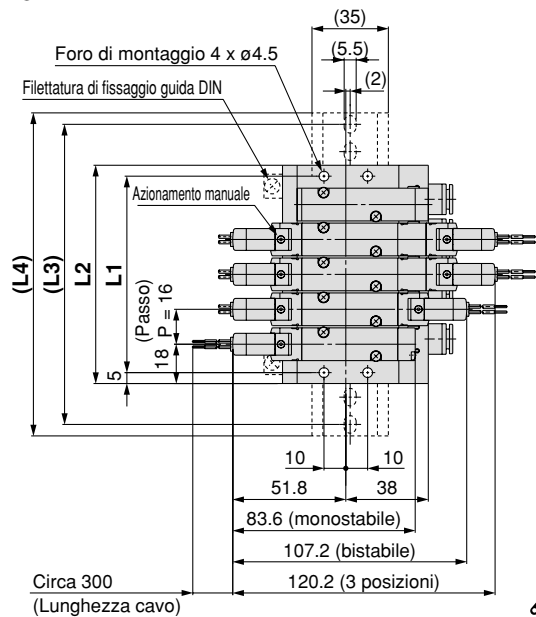 (35)
Foro di montaggio 4 x ø4.5
(5.5)
Filettatura di fissaggio guida DIN
(2)
Azionamento manuale
(L4)
(L3)
L2
L1
(Passo)
P = 16
18
5
10
10
51.8
38
83.6 (monostabile)
107.2 (bistabile)
Circa 300
120.2 (3 posizioni)
(Lunghezza cavo)